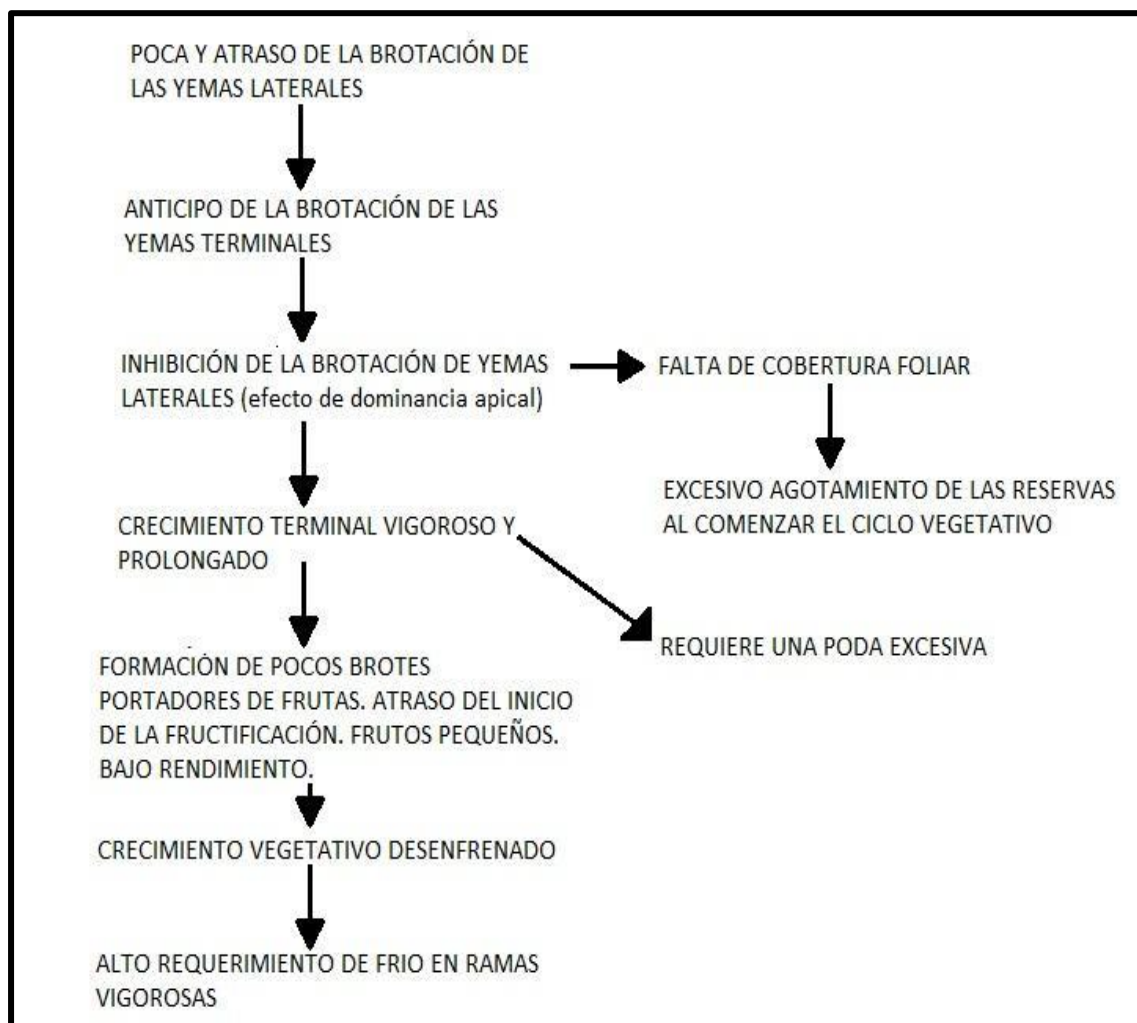 POCA Y ATRASO DE LA BROTACIÓN DE
LAS YEMAS LATERALES
ANTICIPO DE LA BROTACIÓN DE LAS
YEMAS TERMINALES
INHIBICIÓN DE LA BROTACIÓN DE YEMAS
LATERALES (efecto de dominancia apical)
FALTA DE COBERTURA FOLIAR
EXCESIVO AGOTAMIENTO DE LAS RESERVAS
AL COMENZAR EL CICLO VEGETATIVO
CRECIMIENTO TERMINAL VIGOROSO Y
PROLONGADO
REQUIERE UNA PODA EXCESIVA
FORMACIÓN DE POCOS BROTES
PORTADORES DE FRUTAS. ATRASO DEL INICIO
DE LA FRUCTIFICACIÓN. FRUTOS PEQUEÑOS.
BAJO RENDIMIENTO.
CRECIMIENTO VEGETATIVO DESENFRENADO
ALTO REQUERIMIENTO DE FRIO EN RAMAS
VIGOROSAS